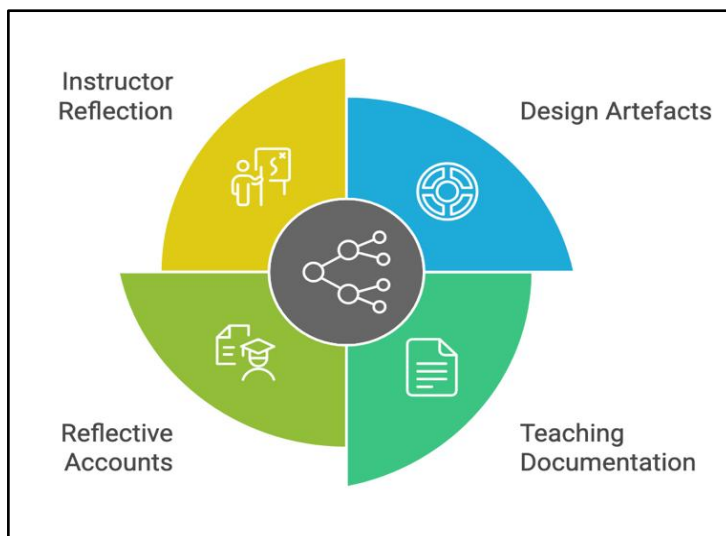 Instructor
Reflection
Design Artefacts
Reflective
Accounts
Teaching
Documentation